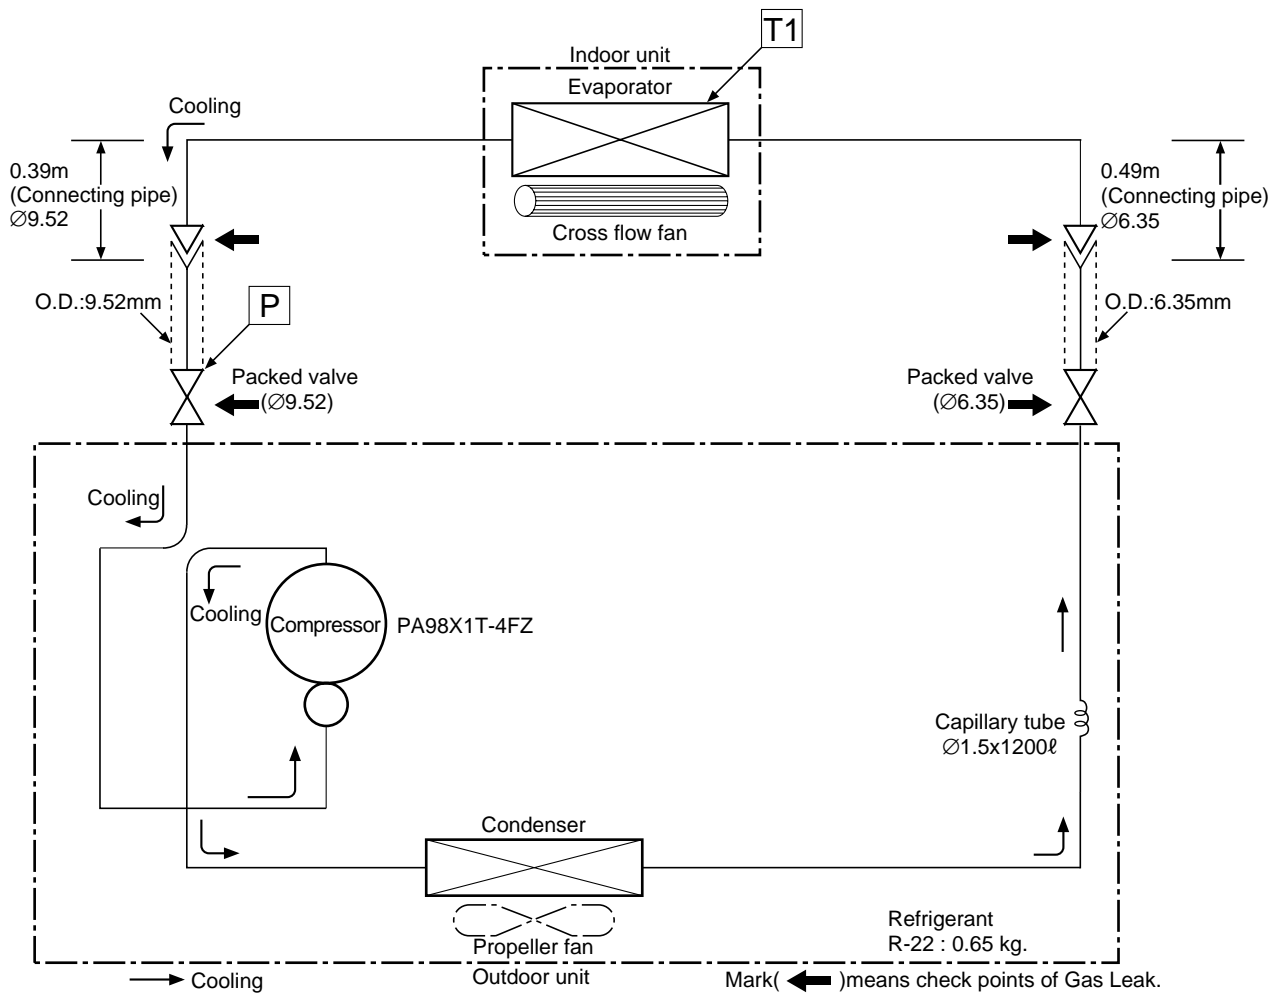 T1
Indoor unit
Evaporator
Cooling
0.39m
(Connecting pipe)
∅9.52
0.49m
(Connecting pipe)
∅6.35
Cross flow fan
O.D.:9.52mm
P
O.D.:6.35mm
Packed valve
(∅9.52)
Packed valve
(∅6.35)
Cooling
Cooling
Compressor
PA98X1T-4FZ
Capillary tube
∅1.5x1200ℓ
Condenser
Propeller fan
Refrigerant
R-22 : 0.65 kg.
Cooling
Outdoor unit
Mark( )means check points of Gas Leak.